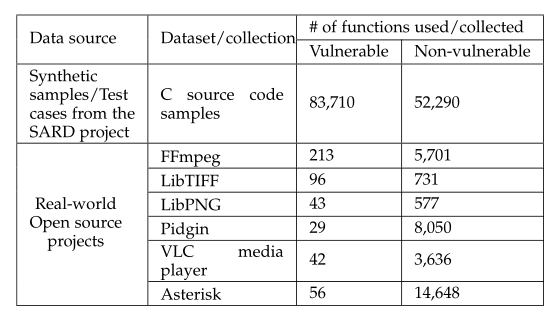 Data source Dataset/collection # of functions used/collected
Vulnerable Non-vulnerable
Synthetic
samples/Test
cases from the
SARD project
C source code
samples
83,710 52,290
Real-world
Open source
projects
FFmpeg 213 5,701
LibTIFF 96 731
LibPNG 43 577
Pidgin 29 8,050
VLC media
player
42 3,636
Asterisk 56 14,648